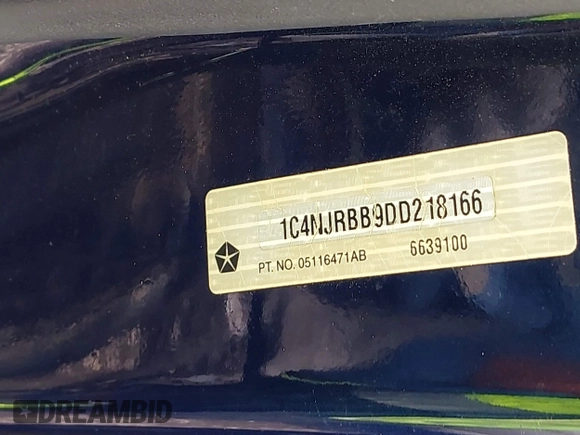 1C4NJRBB9DD218166
PT. NO. 05116471AB 6639100
DREAMBID